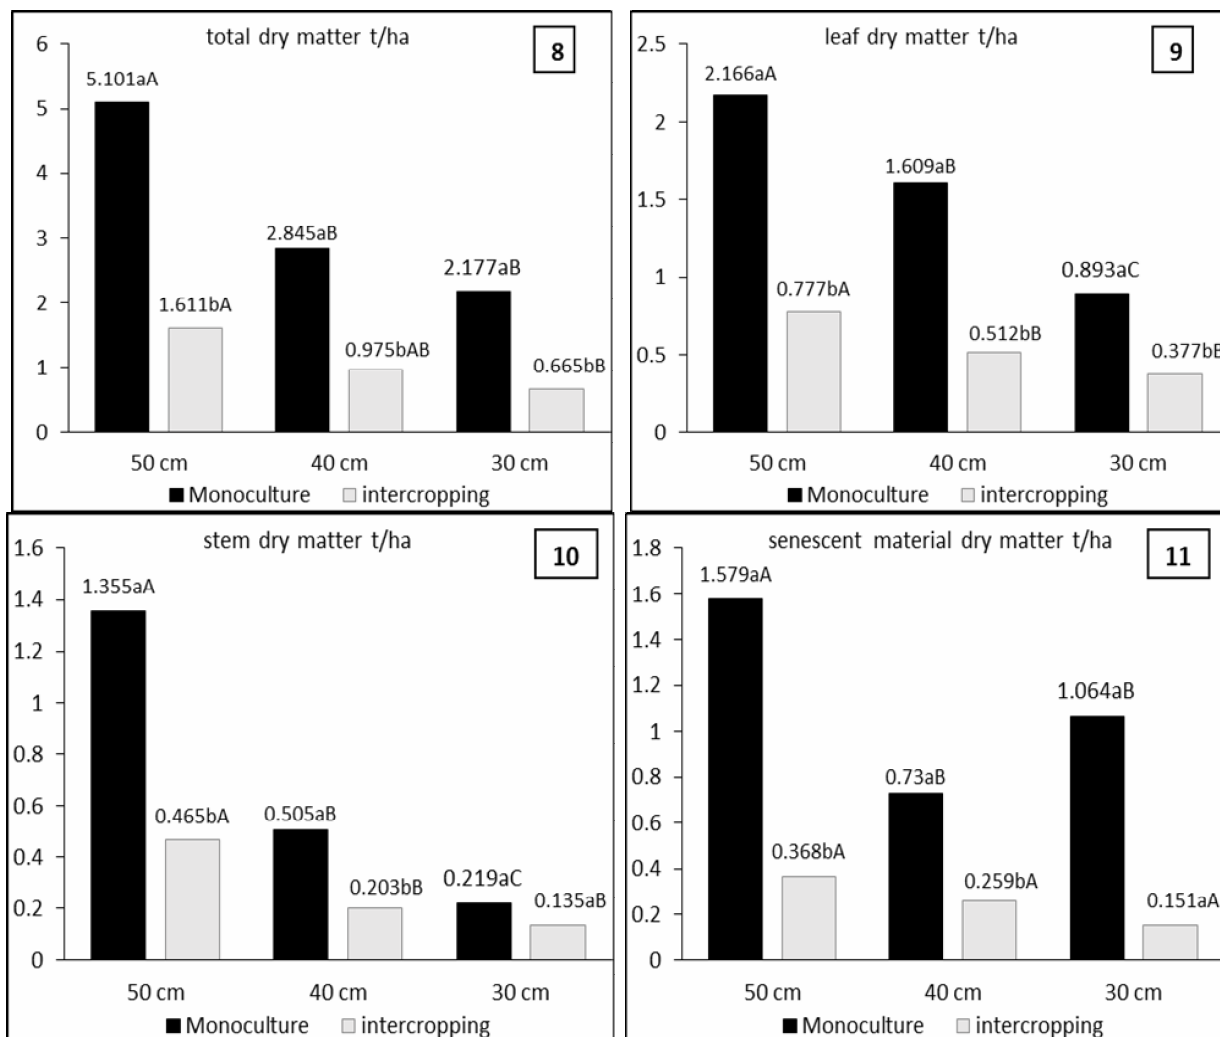 total dry matter t/ha
8
6
5
4
3
2
1
0
5.101aA
1.611bA
2.845aB
0.975bAB
2.177aB
0.665bB
50 cm
40 cm
30 cm
Monoculture
intercropping
leaf dry matter t/ha
9
2.5
2
1.5
1
0.5
0
2.166aA
0.777bA
1.609aB
0.512bB
0.893aC
0.377bB
50 cm
40 cm
30 cm
Monoculture
intercropping
stem dry matter t/ha
10
1.6
1.4
1.2
1
0.8
0.6
0.4
0.2
0
1.355aA
0.465bA
0.505aB
0.203bB
0.219aC
0.135aB
50 cm
40 cm
30 cm
Monoculture
intercropping
senescent material dry matter t/ha
11
1.8
1.6
1.4
1.2
1
0.8
0.6
0.4
0.2
0
1.579aA
0.368bA
0.73aB
0.259bA
1.064aB
0.151aA
50 cm
40 cm
30 cm
Monoculture
intercropping